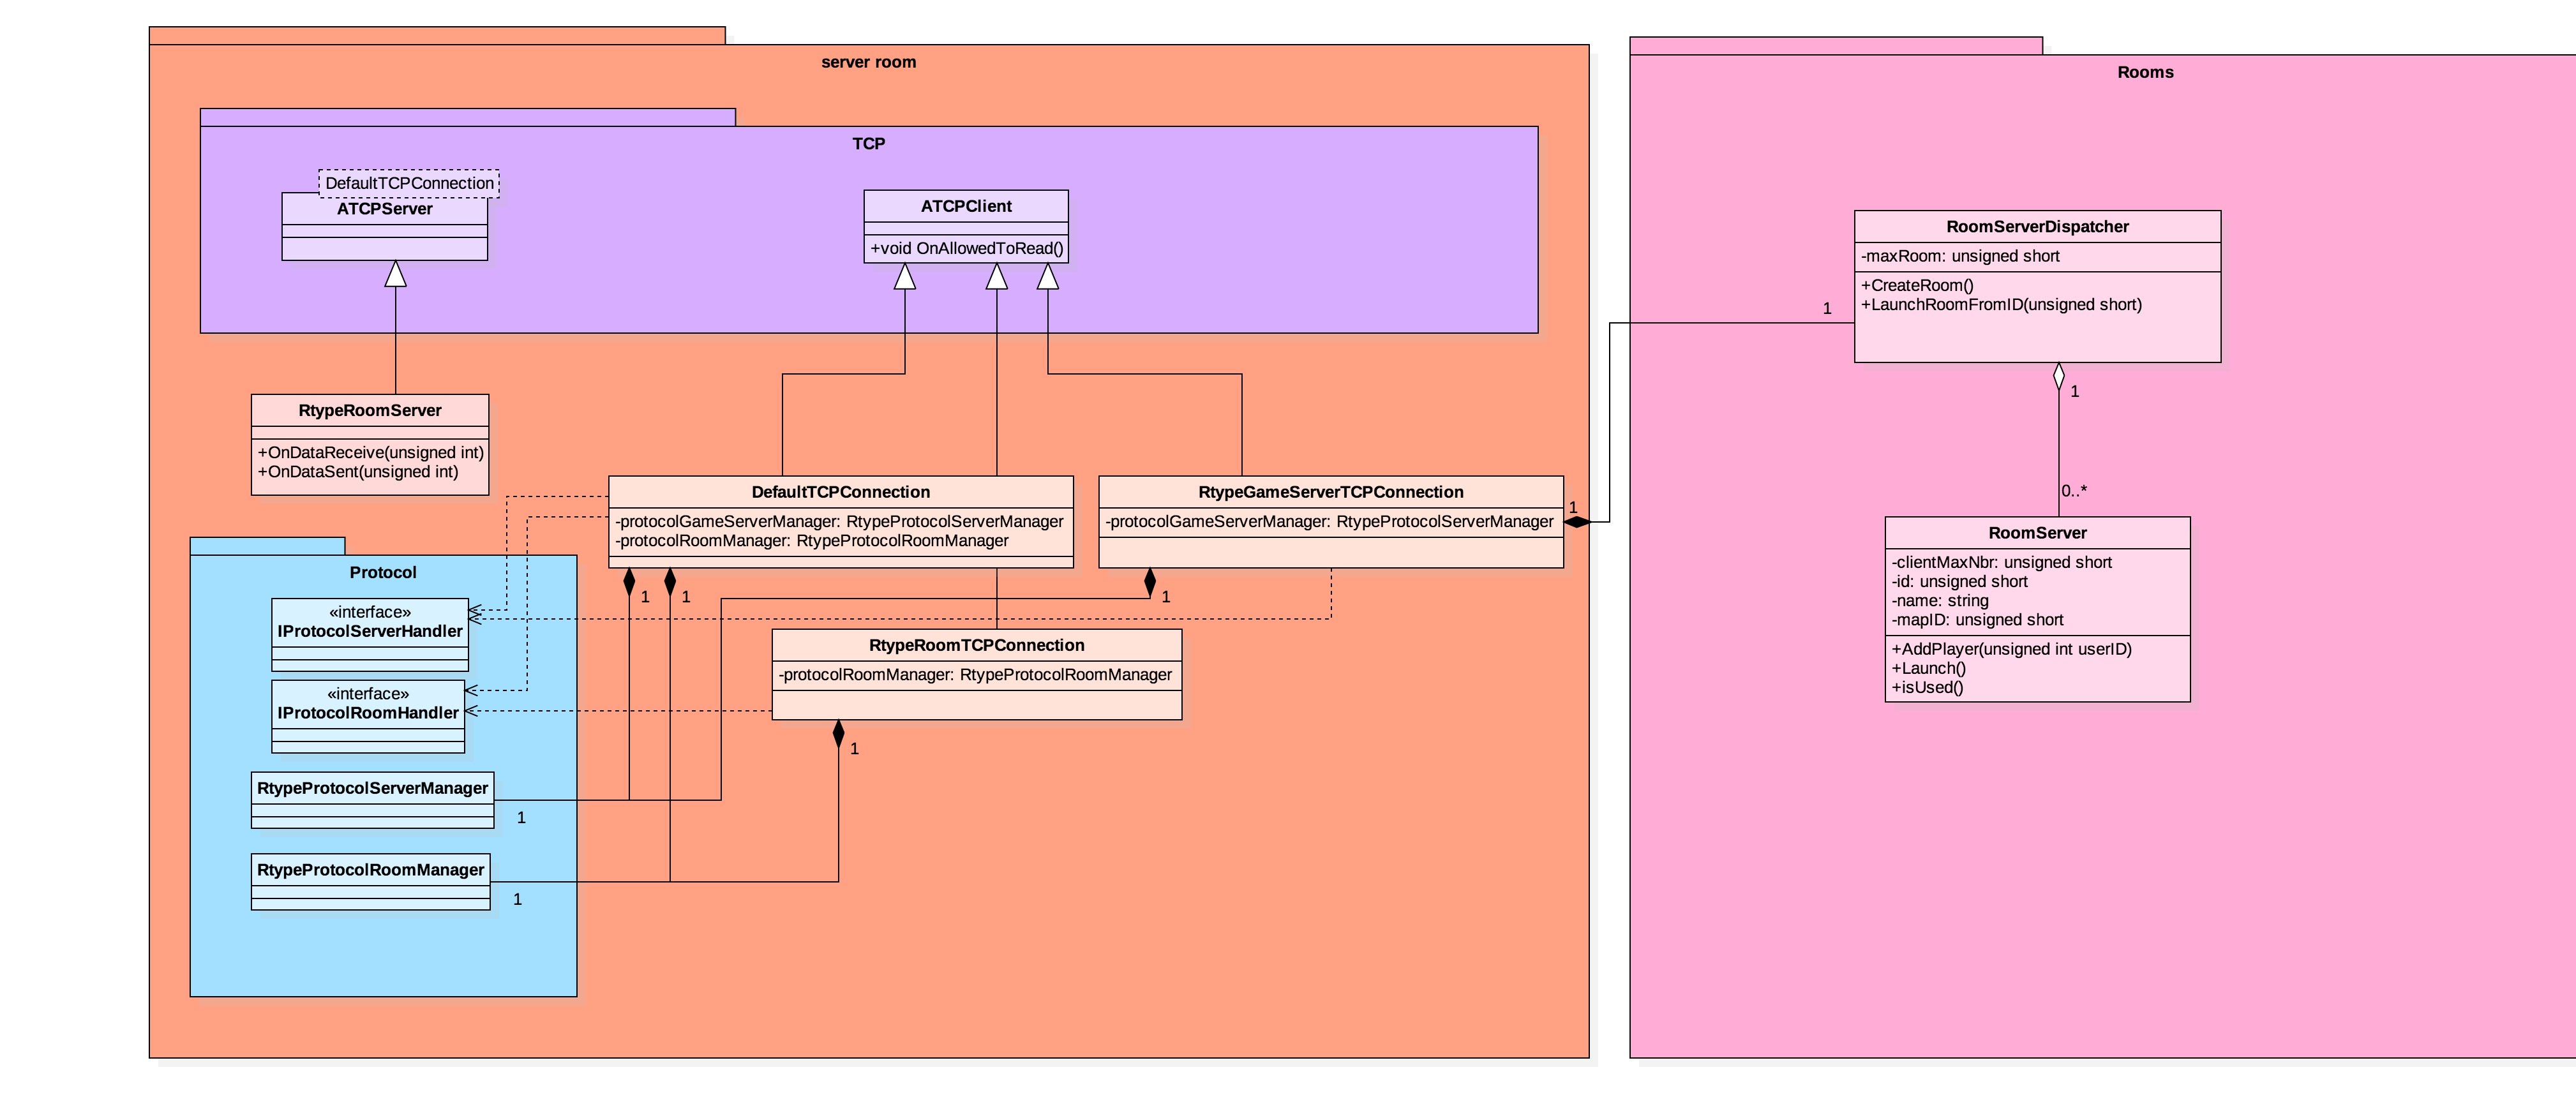 server room
TCP
DefaultTCPConnection
ATCPServer
ATCPClient
+void OnAllowedToRead()
RtypeRoomServer
+OnDataReceive(unsigned int)
+OnDataSent(unsigned int)
DefaultTCPConnection
-protocolGameServerManager: RtypeProtocolServerManager
-protocolRoomManager: RtypeProtocolRoomManager
1
1
RtypeGameServerTCPConnection
-protocolGameServerManager: RtypeProtocolServerManager
1
1
RtypeRoomTCPConnection
-protocolRoomManager: RtypeProtocolRoomManager
1
Protocol
«interface»
IProtocolServerHandler
«interface»
IProtocolRoomHandler
RtypeProtocolServerManager
1
RtypeProtocolRoomManager
1
Rooms
RoomServerDispatcher
-maxRoom: unsigned short
+CreateRoom()
+LaunchRoomFromID(unsigned short)
1
1
0..*
RoomServer
-clientMaxNbr: unsigned short
-id: unsigned short
-name: string
-mapID: unsigned short
+AddPlayer(unsigned int userID)
+Launch()
+isUsed()